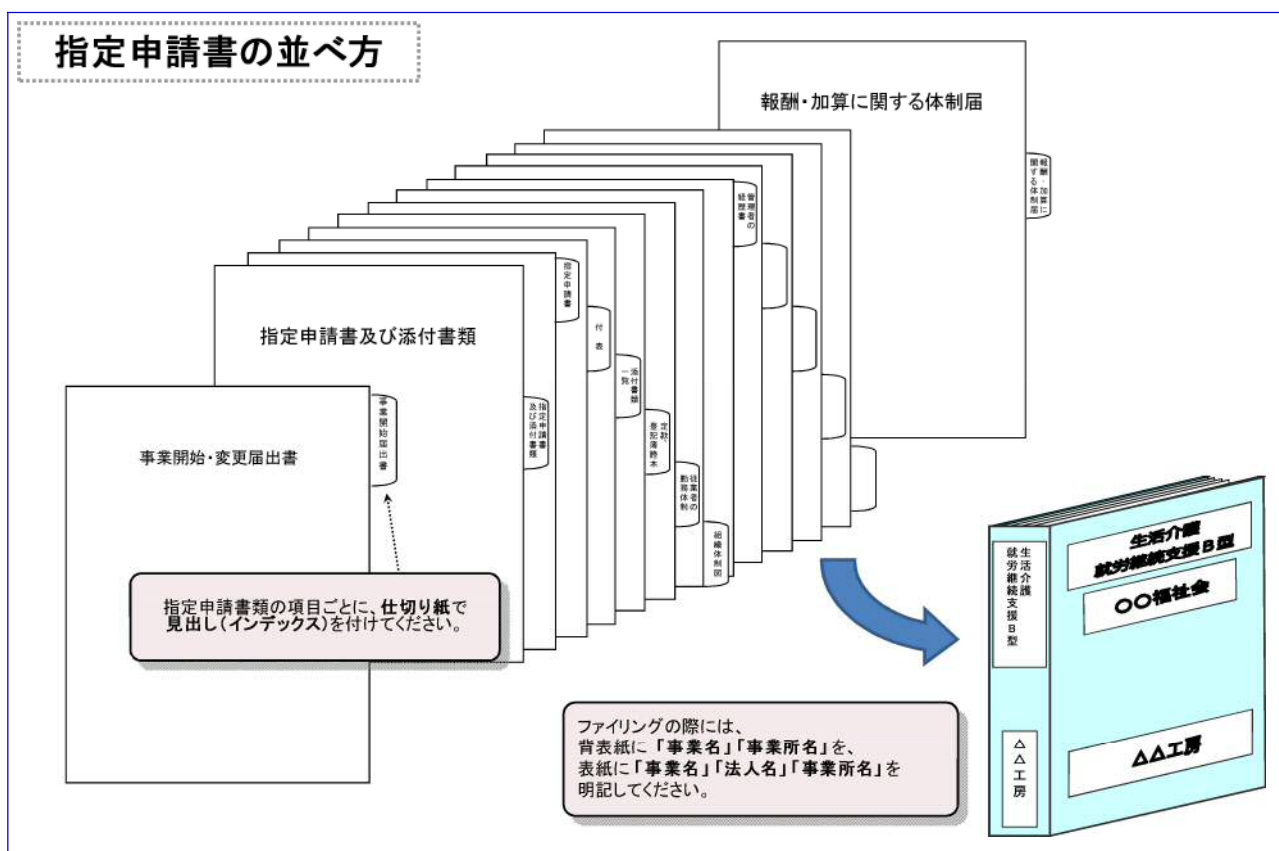 指定申請書の並べ方
報酬・加算に関する体制届
報酬・加算に
関する体制届
管理者の
経歴書
指定申請書
付表
添付書類
一覧
定款、
登記簿謄本
従業者の
勤務体制
組織体制図
指定申請書及び添付書類
指定申請書
及び添付書類
事業開始・変更届出書
事業開始届出書
指定申請書類の項目ごとに、仕切り紙で
見出し(インデックス)を付けてください。
ファイリングの際には、
背表紙に「事業名」「事業所名」を、
表紙に「事業名」「法人名」「事業所名」を
明記してください。
生活介護
就労継続支援B型
△△工房
生活介護
就労継続支援B型
〇〇福祉会
△△工房